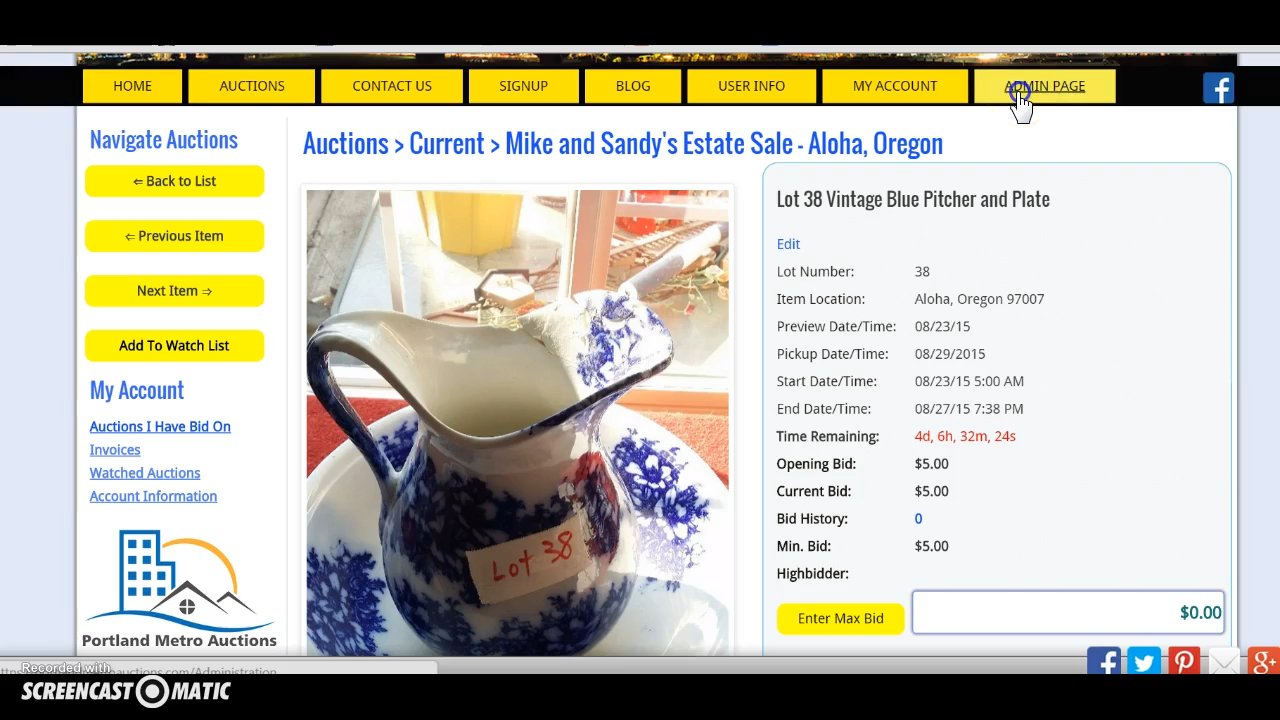 HOME AUCTIONS CONTACT US SIGNUP BLOG USER INFO MY ACCOUNT ADMIN PAGE
Navigate Auctions
⇐ Back to List
⇐ Previous Item
Next Item ⇒
Add To Watch List
My Account
Auctions I Have Bid On
Invoices
Watched Auctions
Account Information
Portland Metro Auctions
Auctions > Current > Mike and Sandy's Estate Sale - Aloha, Oregon
Lot 38
Lot 38 Vintage Blue Pitcher and Plate
Edit
Lot Number: 38
Item Location: Aloha, Oregon 97007
Preview Date/Time: 08/23/15
Pickup Date/Time: 08/29/2015
Start Date/Time: 08/23/15 5:00 AM
End Date/Time: 08/27/15 7:38 PM
Time Remaining: 4d, 6h, 32m, 24s
Opening Bid: $5.00
Current Bid: $5.00
Bid History: 0
Min. Bid: $5.00
Highbidder:
Enter Max Bid $0.00
Recorded with
SCREENCAST MATIC